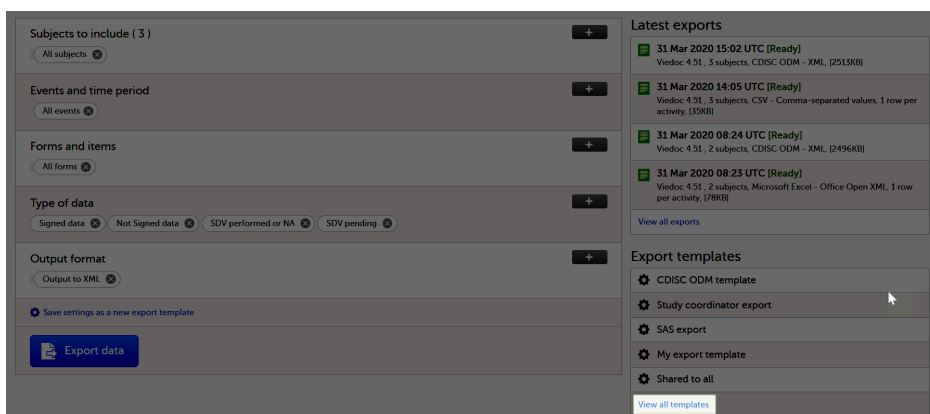 Subjects to include ( 3 )
All subjects
Events and time period
All events
Forms and items
All forms
Type of data
Signed data Not Signed data SDV performed or NA SDV pending
Output format
Output to XML
Save settings as a new export template
Export data
Latest exports
31 Mar 2020 15:02 UTC [Ready]
Viedoc 4.51 , 3 subjects, CDISC ODM - XML, [2513KB]
31 Mar 2020 14:05 UTC [Ready]
Viedoc 4.51 , 3 subjects, CSV - Comma-separated values, 1 row per
activity, [35KB]
31 Mar 2020 08:24 UTC [Ready]
Viedoc 4.51 , 2 subjects, CDISC ODM - XML, [2496KB]
31 Mar 2020 08:23 UTC [Ready]
Viedoc 4.51 , 2 subjects, Microsoft Excel - Office Open XML, 1 row
per activity, [78KB]
View all exports
Export templates
CDISC ODM template
Study coordinator export
SAS export
My export template
Shared to all
View all templates